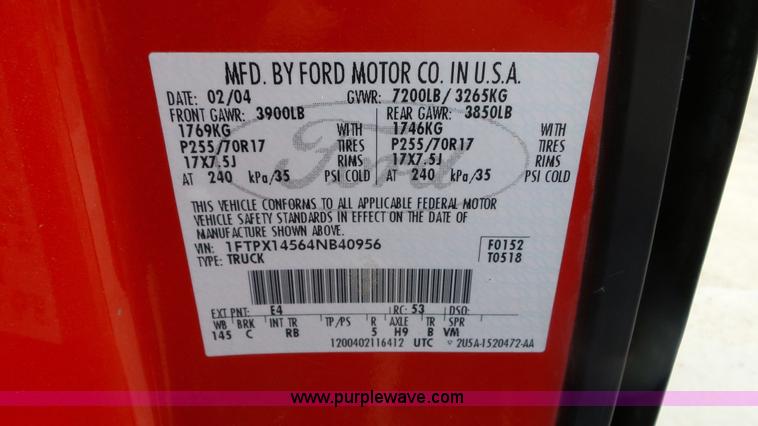 MFD. BY FORD MOTOR CO. IN U.S.A.
DATE: 02/04 GVWR: 7200LB/ 3265KG
FRONT GAWR: 3900LB REAR GAWR: 3850LB
1769KG WITH 1746KG WITH
P255/70R17 TIRES P255/70R17 TIRES
17X7.5J RIMS 17X7.5J RIMS
AT 240 kPa/35 PSI COLD AT 240 kPa/35 PSI COLD
Ford
THIS VEHICLE CONFORMS TO ALL APPLICABLE FEDERAL MOTOR
VEHICLE SAFETY STANDARDS IN EFFECT ON THE DATE OF
MANUFACTURE SHOWN ABOVE.
VIN: 1FTPX14564NB40956 F0152
TYPE: TRUCK T0518
EXT PNT: E4 RC: 53 DSO:
WB BRK INT TR TP/PS R AXLE TR SPR
145 C RB 5 H9 B VM
1200402116412 UTC 2U5A-1520472-AA
www.purplewave.com